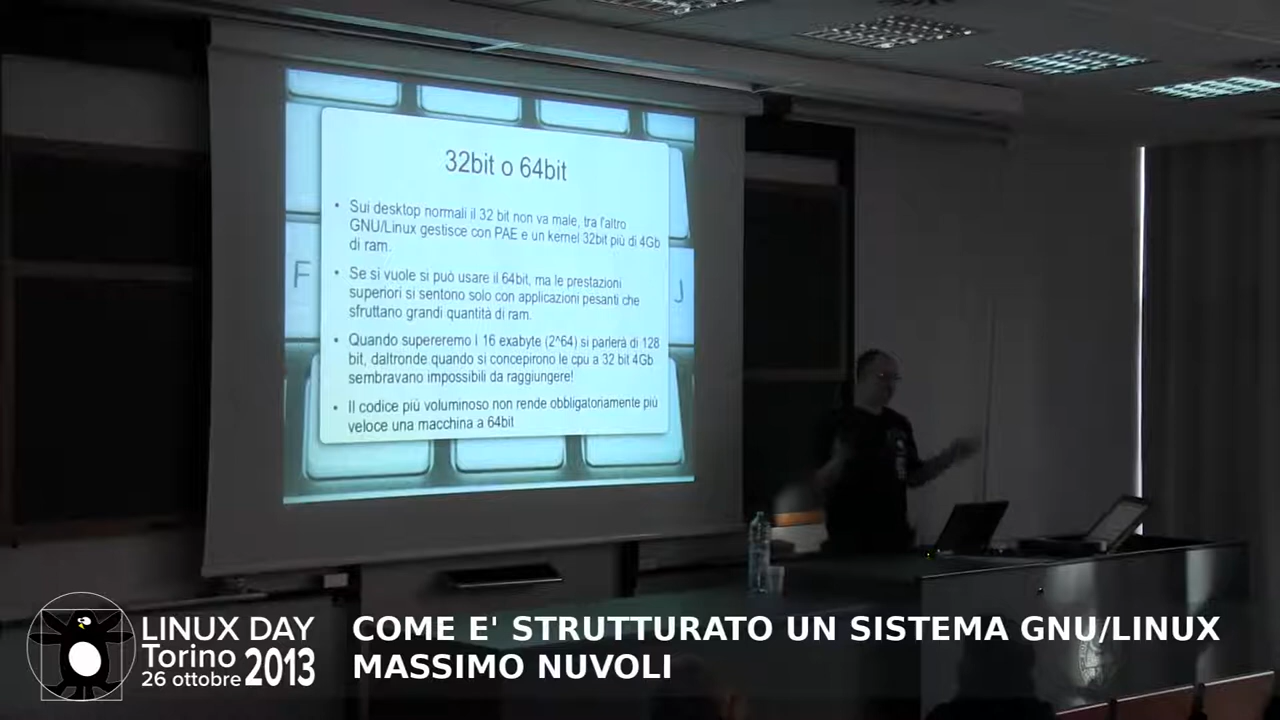 32bit o 64bit
• Sui desktop normali il 32 bit non va male, tra l'altro
GNU/Linux gestisce con PAE e un kernel 32bit più di 4Gb
di ram.
• Se si vuole si può usare il 64bit, ma le prestazioni
superiori si sentono solo con applicazioni pesanti che
sfruttano grandi quantità di ram.
• Quando supereremo I 16 exabyte (2^64) si parlerà di 128
bit, daltronde quando si concepirono le cpu a 32 bit 4Gb
sembravano impossibili da raggiungere!
• Il codice più voluminoso non rende obbligatoriamente più
veloce una macchina a 64bit
F
J
LINUX DAY
Torino
26 ottobre 2013
COME E' STRUTTURATO UN SISTEMA GNU/LINUX
MASSIMO NUVOLI